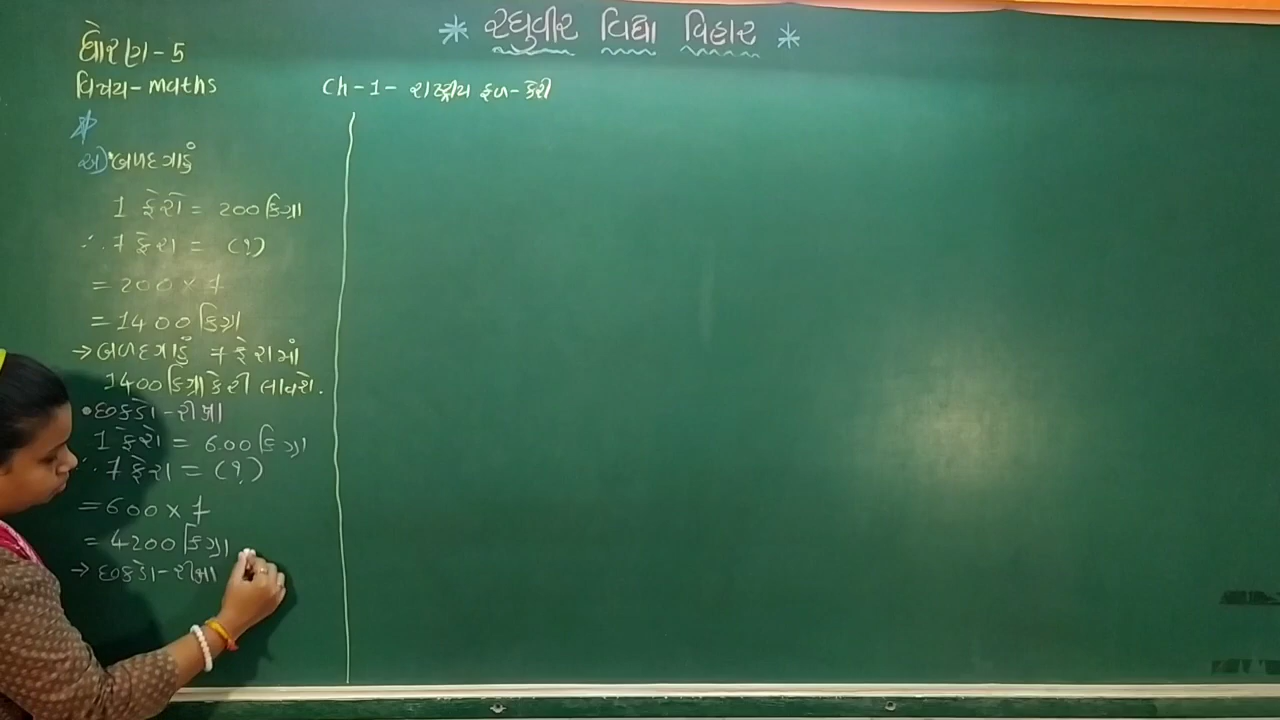 * રઘુવીર વિદ્યા વિહાર *
ધોરણ-5
વિષય-maths
Ch-1- રાષ્ટ્રીય ફળ-કેરી
અ) બળદગાડું
1 ફેરો = 200 કિગ્રા
∴ 7 ફેરા = (?)
= 200 × 7
= 1400 કિગ્રા
→ બળદગાડું 7 ફેરામાં
1400 કિગ્રા કેરી લાવશે.
• છકડો-રીક્ષા
1 ફેરો = 600 કિગ્રા
∴ 7 ફેરા = (?)
= 600 × 7
= 4200 કિગ્રા
→ છકડો-રીક્ષા